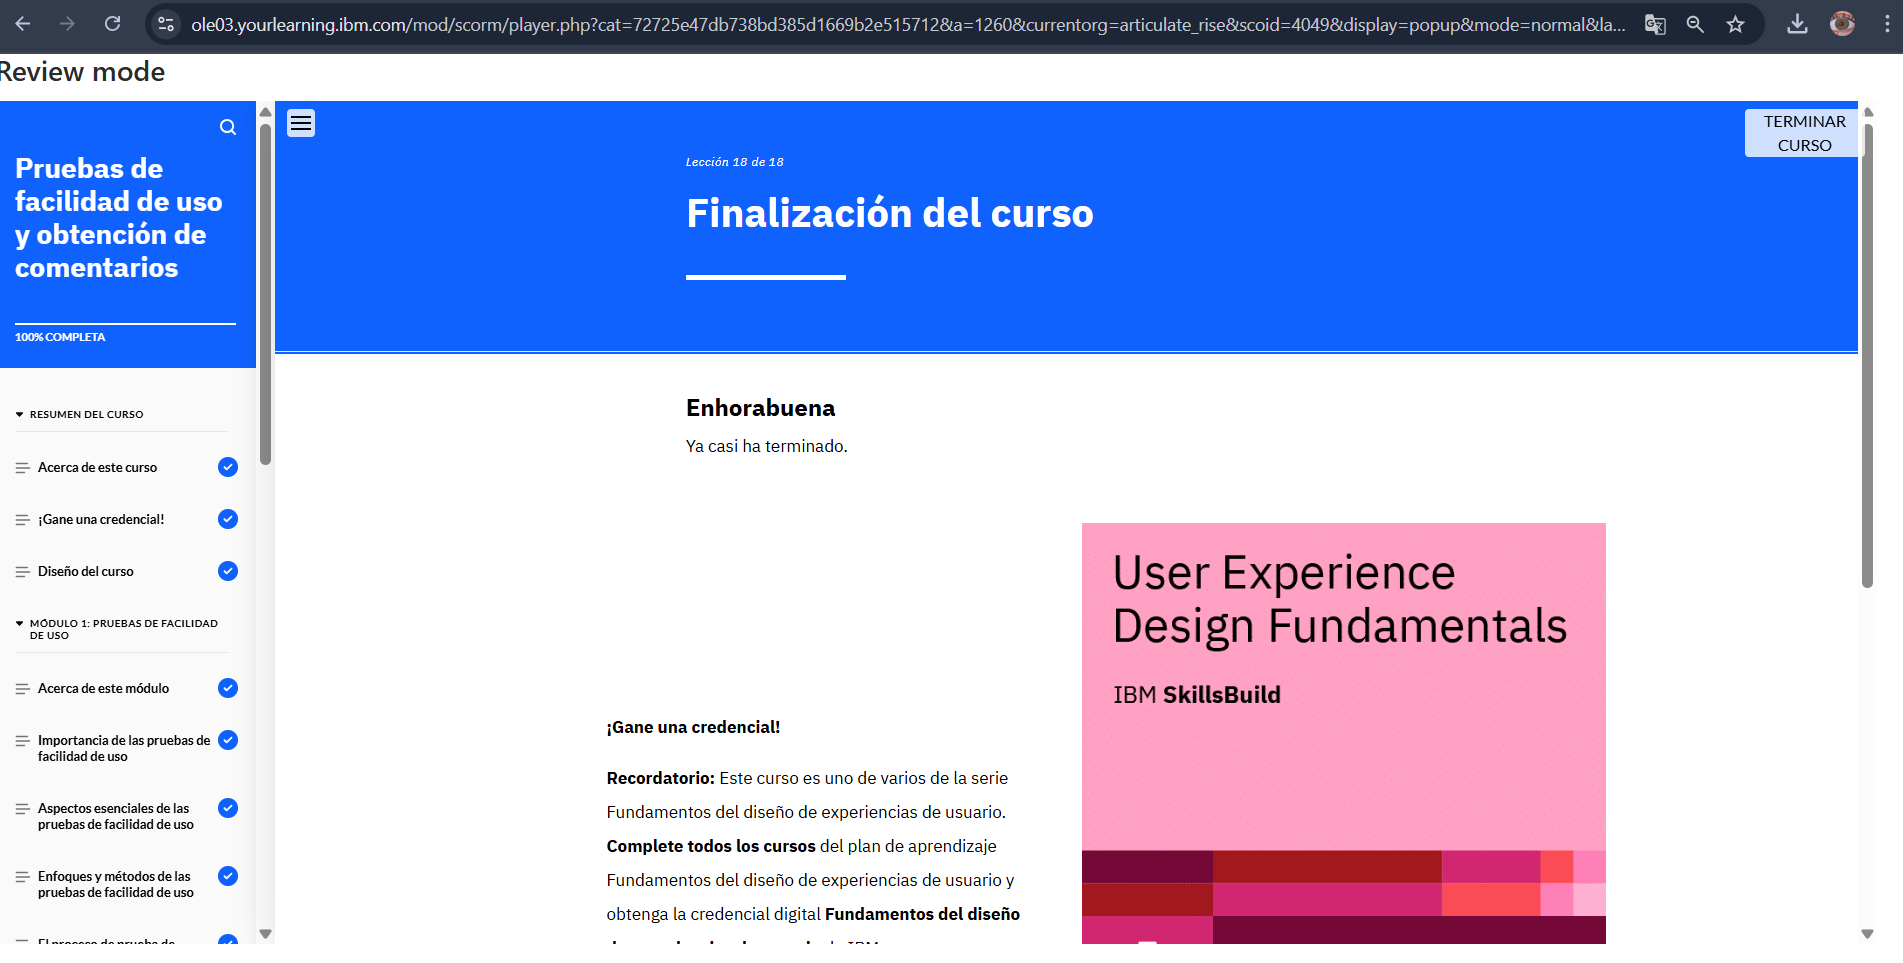 ole03.yourlearning.ibm.com/mod/scorm/player.php?cat=72725e47db738bd385d1669b2e515712&a=1260&currentorg=articulate_rise&scoid=4049&display=popup&mode=normal&la...
Review mode
Pruebas de
facilidad de uso
y obtención de
comentarios
100% COMPLETA
RESUMEN DEL CURSO
Acerca de este curso
¡Gane una credencial!
Diseño del curso
MÓDULO 1: PRUEBAS DE FACILIDAD
DE USO
Acerca de este módulo
Importancia de las pruebas de
facilidad de uso
Aspectos esenciales de las
pruebas de facilidad de uso
Enfoques y métodos de las
pruebas de facilidad de uso
El proceso de prueba de
TERMINAR
CURSO
Lección 18 de 18
Finalización del curso
Enhorabuena
Ya casi ha terminado.
¡Gane una credencial!
Recordatorio: Este curso es uno de varios de la serie
Fundamentos del diseño de experiencias de usuario.
Complete todos los cursos del plan de aprendizaje
Fundamentos del diseño de experiencias de usuario y
obtenga la credencial digital Fundamentos del diseño
User Experience
Design Fundamentals
IBM SkillsBuild